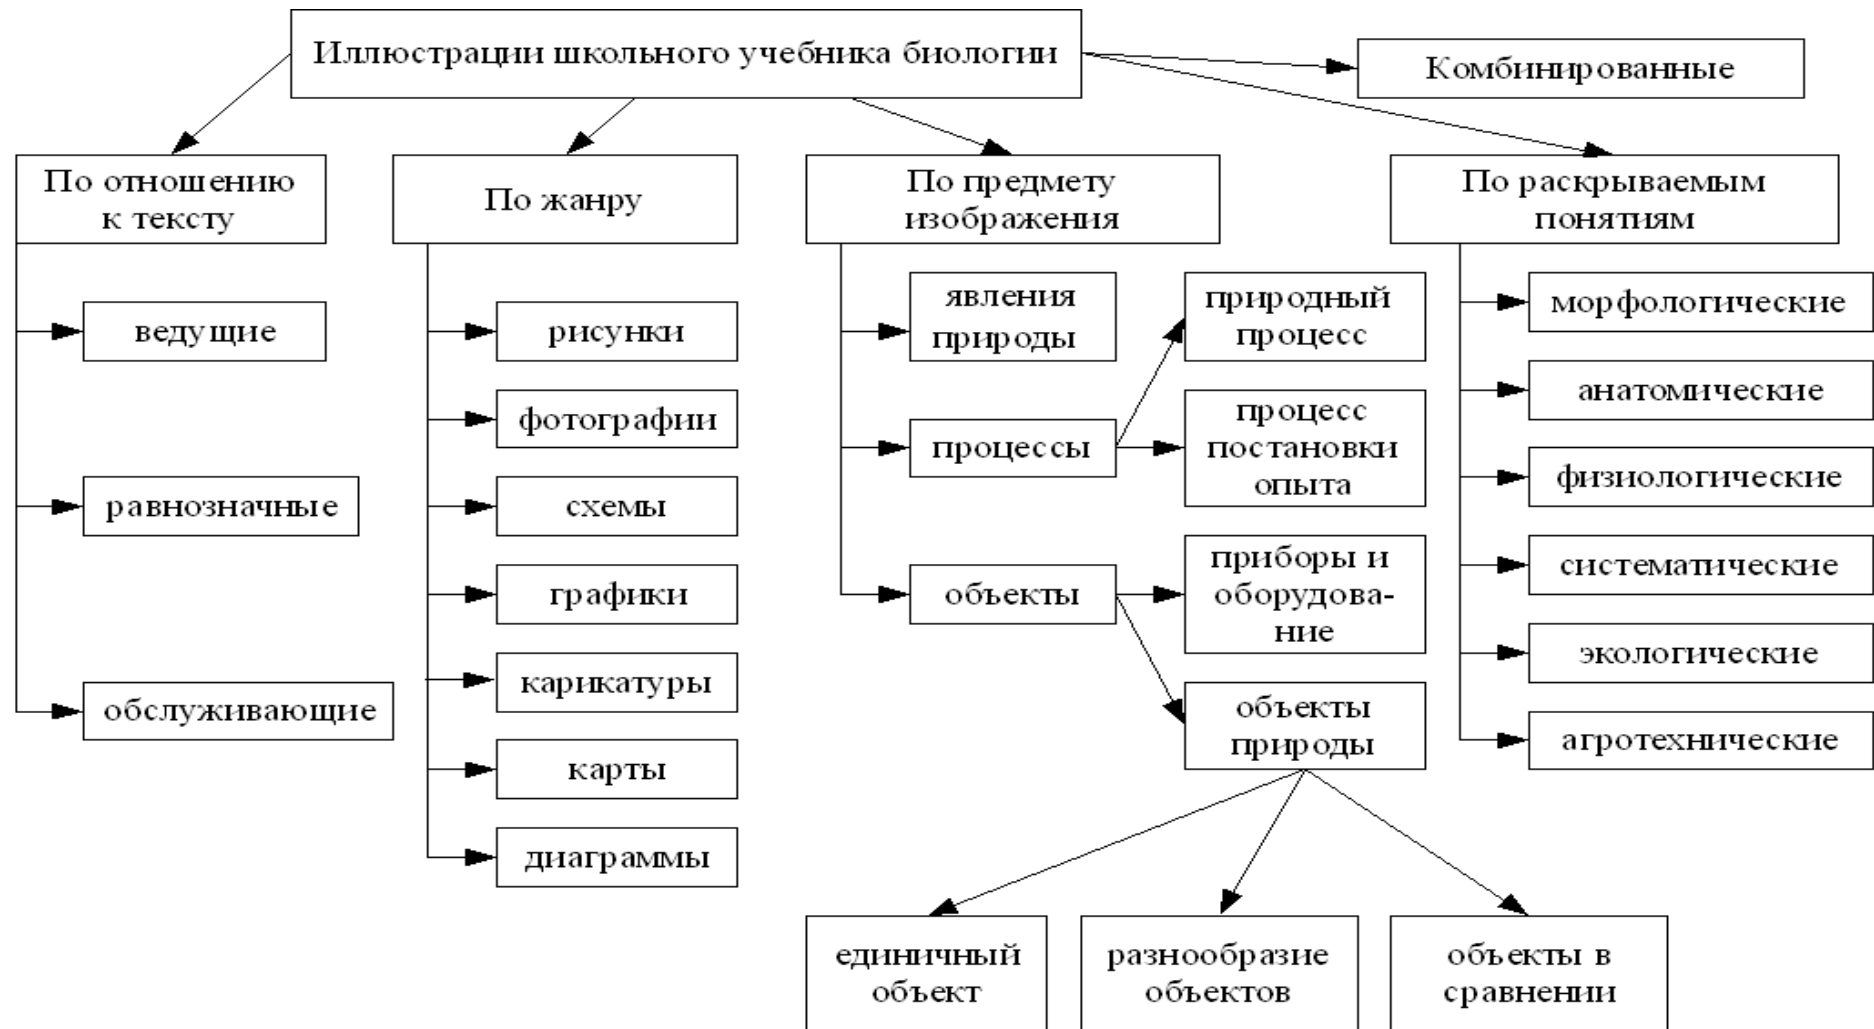 Иллюстрации школьного учебника биологии
Комбинированные
По отношению
к тексту
ведущие
равнозначные
обслуживающие
По жанру
рисунки
фотографии
схемы
графики
карикатуры
карты
диаграммы
По предмету
изображения
явления
природы
процессы
природный
процесс
процесс
постановки
опыта
объекты
приборы и
оборудова-
ние
объекты
природы
единичный
объект
разнообразие
объектов
объекты в
сравнении
По раскрываемым
понятиям
морфологические
анатомические
физиологические
систематические
экологические
агротехнические